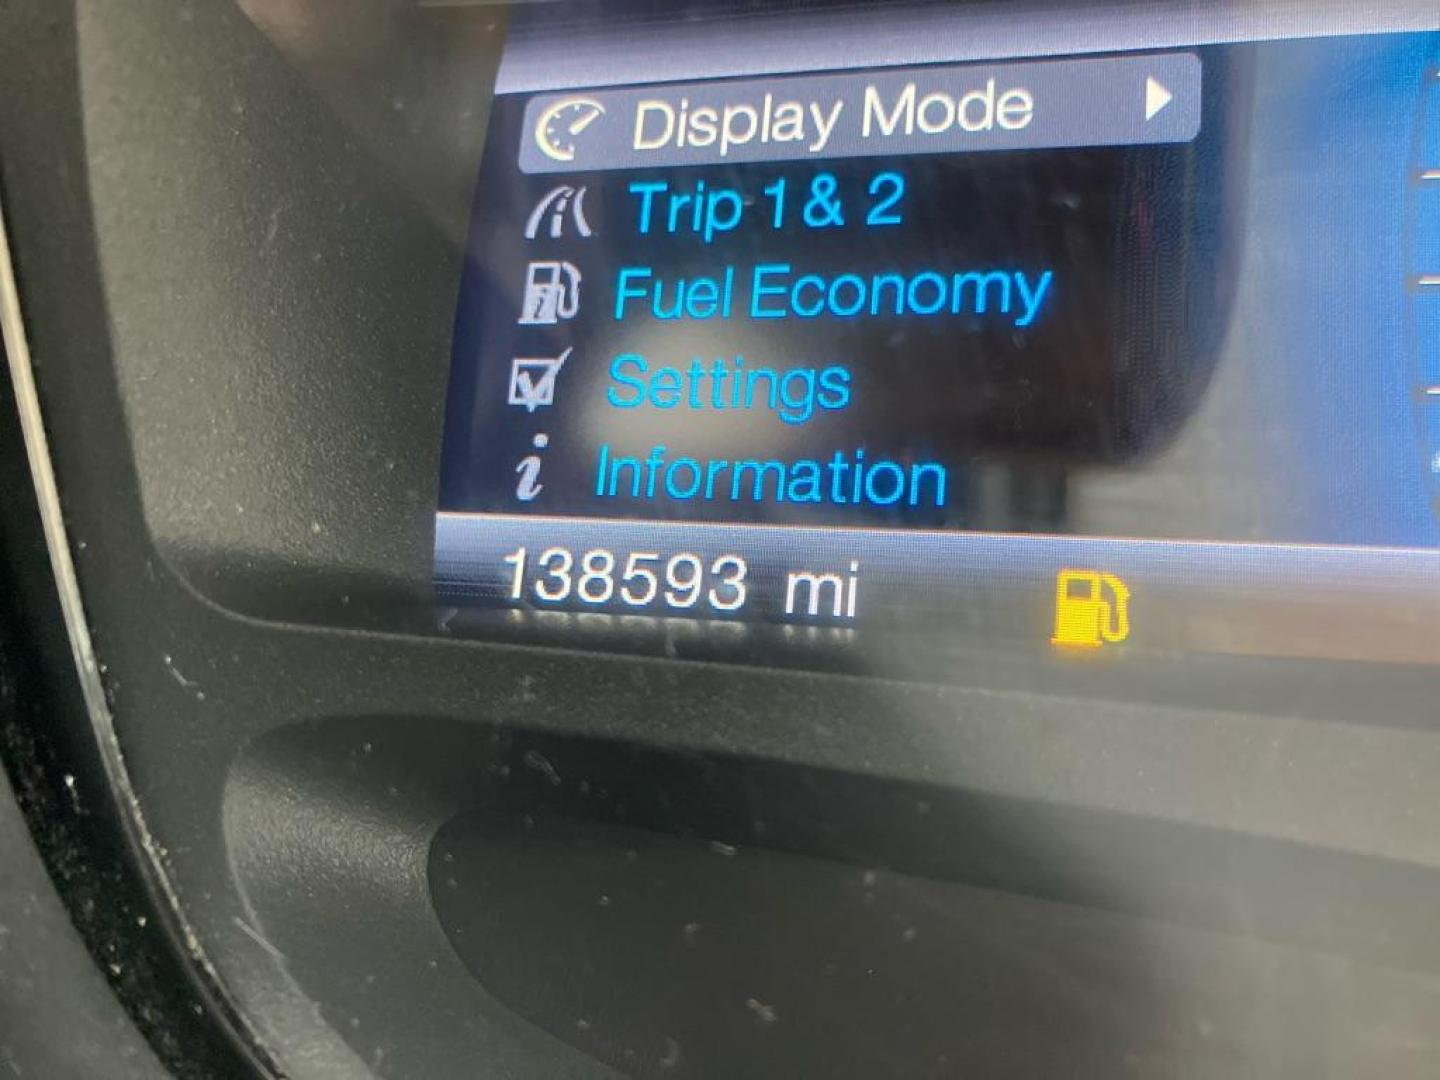 Display Mode
Trip 1 & 2
Fuel Economy
Settings
Information
138593 mi